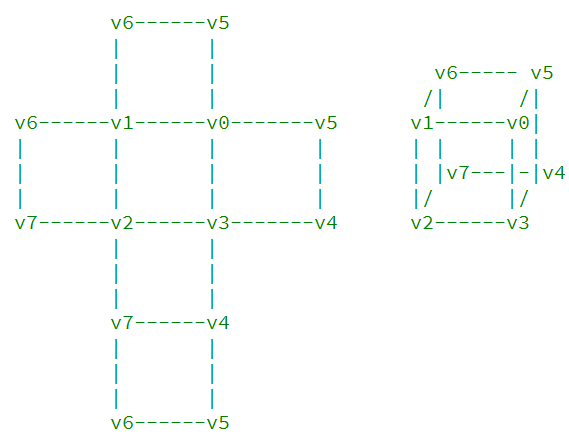 v6------v5
|       |
|       |
|       |
v6------v1------v0-------v5
|       |       |        |
|       |       |        |
|       |       |        |
v7------v2------v3-------v4
|       |
|       |
|       |
v7------v4
|       |
|       |
|       |
v6------v5
v6----- v5
/|      /|
v1------v0|
| |     | |
| |v7---|-|v4
|/      |/
v2------v3